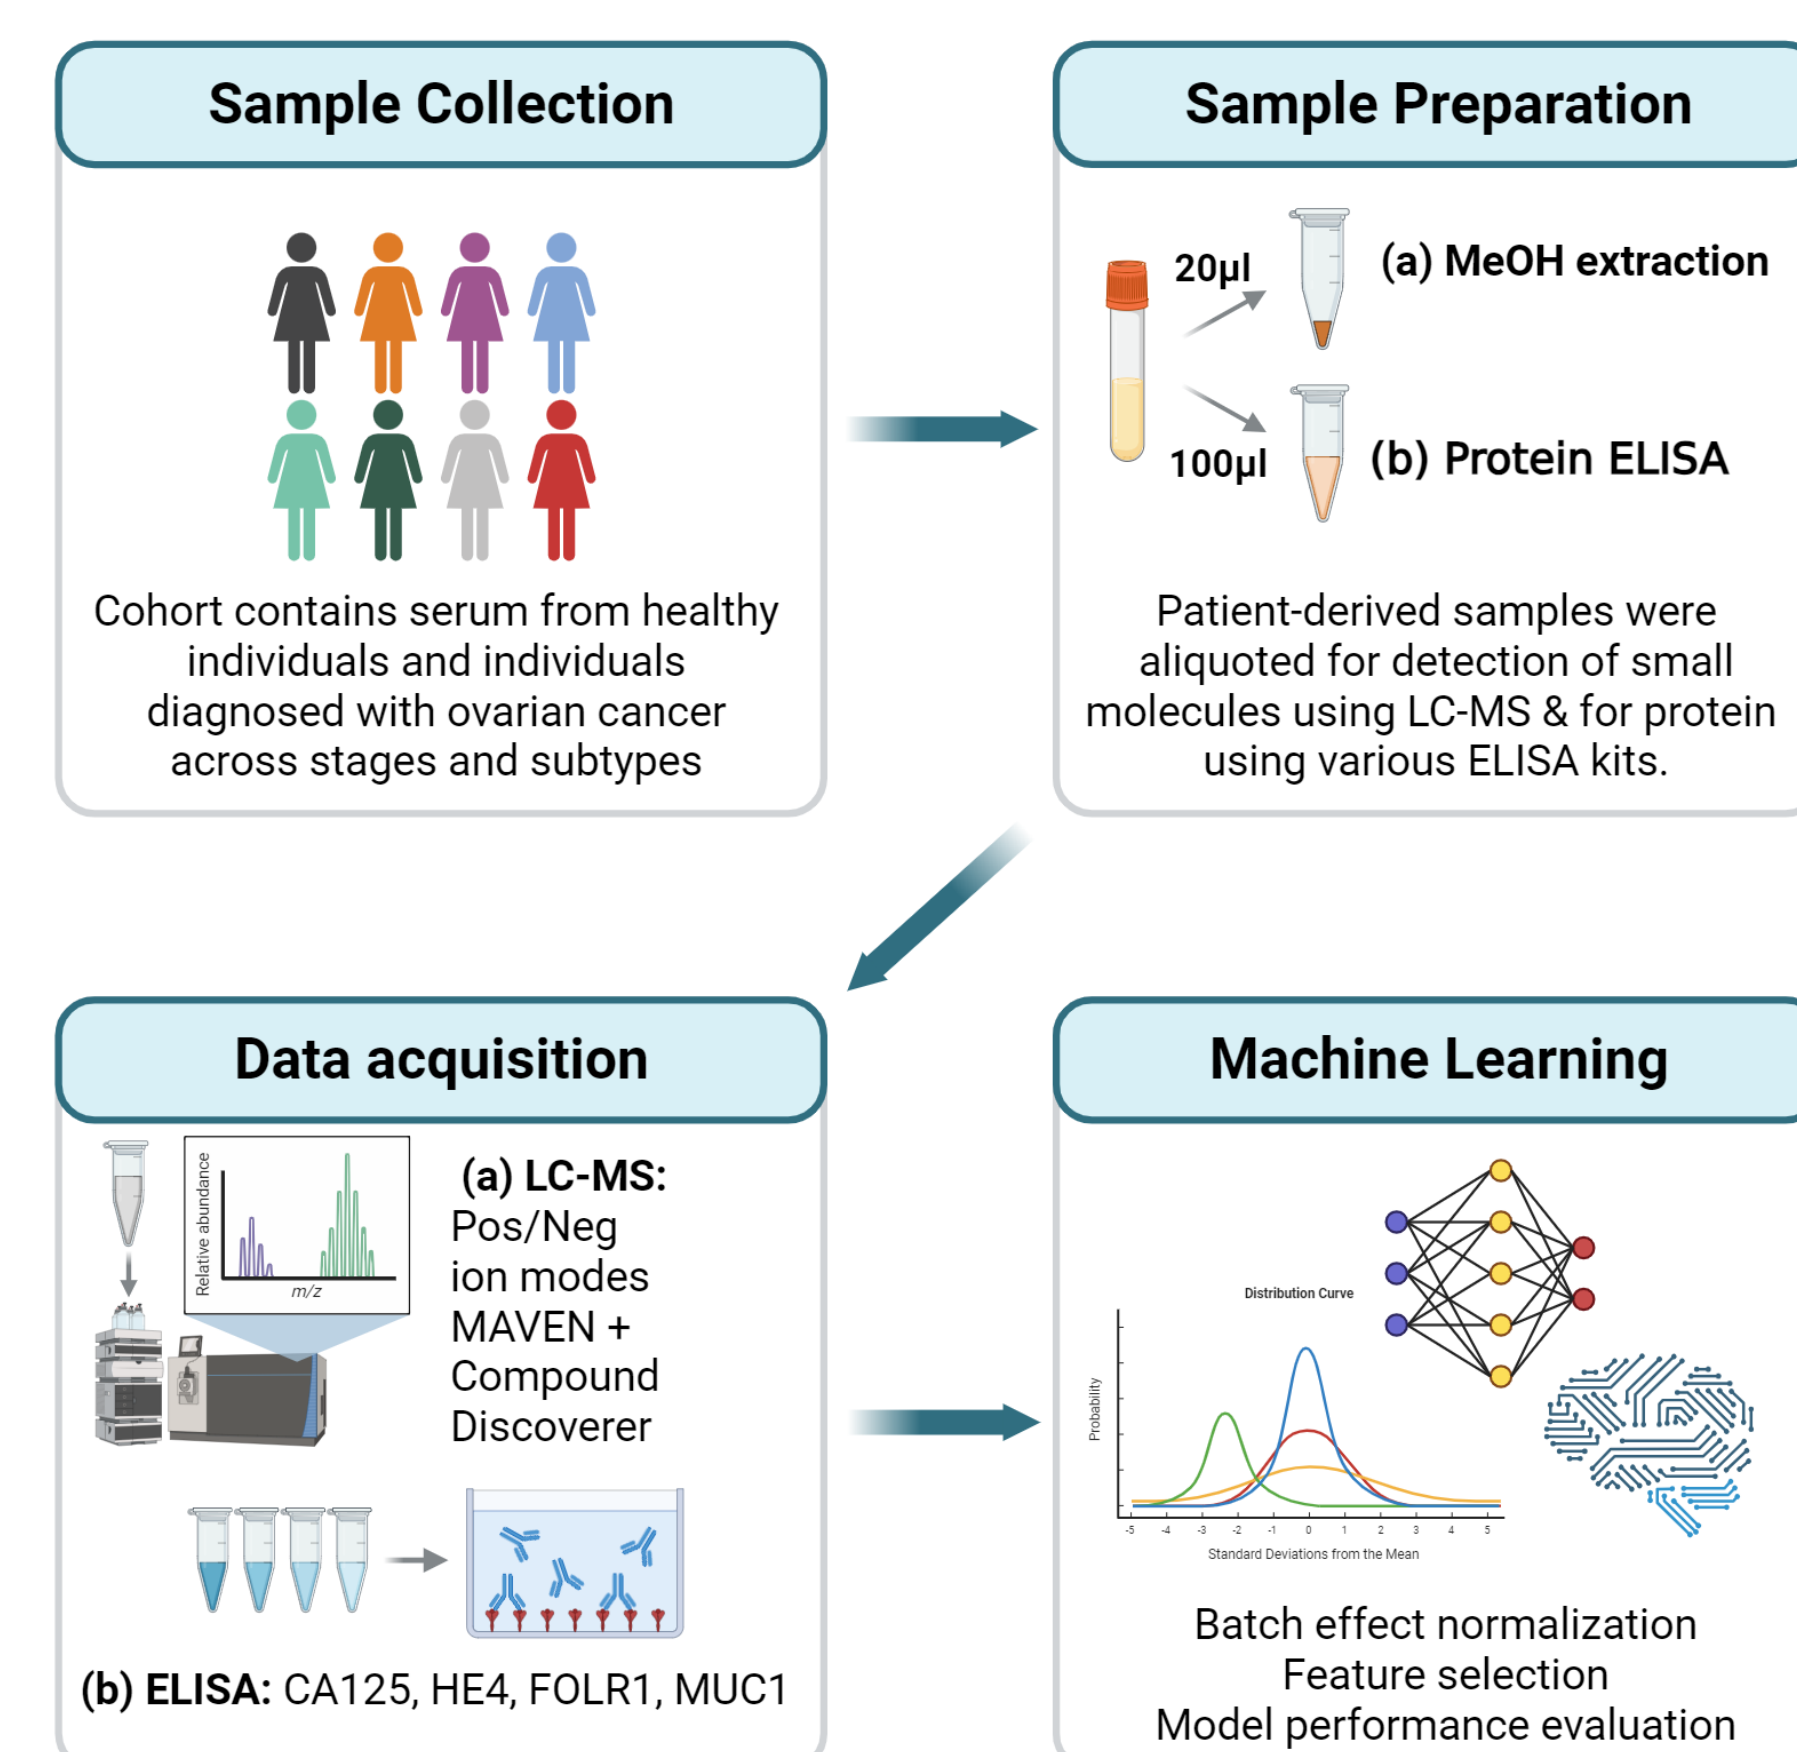 Sample Collection
Cohort contains serum from healthy
individuals and individuals
diagnosed with ovarian cancer
across stages and subtypes
Sample Preparation
20µl
(a) MeOH extraction
100µl
(b) Protein ELISA
Patient-derived samples were
aliquoted for detection of small
molecules using LC-MS & for protein
using various ELISA kits.
Data acquisition
Relative abundance
m/z
(a) LC-MS:
Pos/Neg
ion modes
MAVEN +
Compound
Discoverer
(b) ELISA: CA125, HE4, FOLR1, MUC1
Machine Learning
Distribution Curve
Probability
-5 -4 -3 -2 -1 0 1 2 3 4 5
Standard Deviations from the Mean
Batch effect normalization
Feature selection
Model performance evaluation